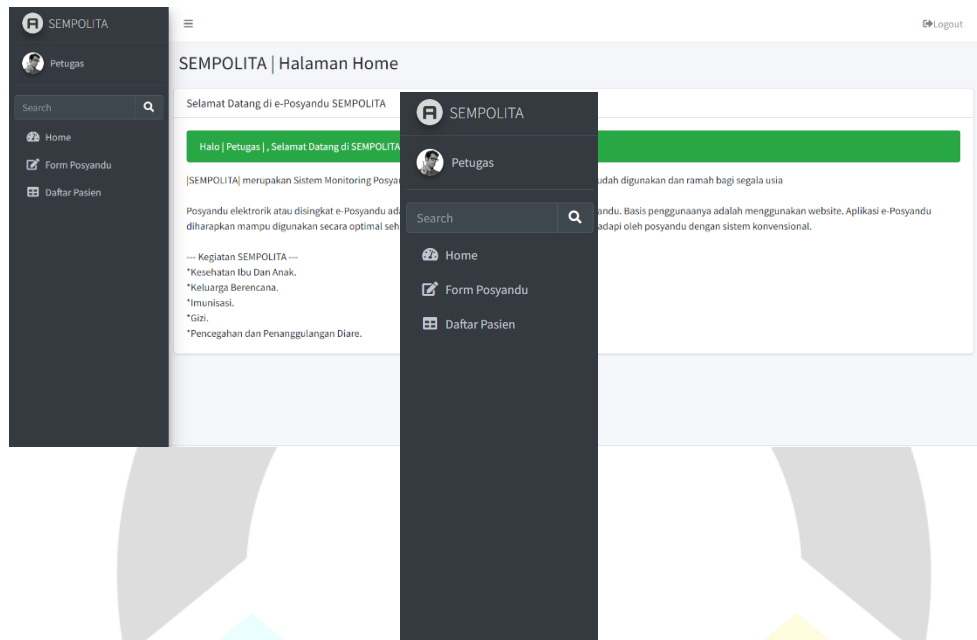 SEMPOLITA
Petugas
Search
Home
Form Posyandu
Daftar Pasien
Logout
SEMPOLITA | Halaman Home
Selamat Datang di e-Posyandu SEMPOLITA
Halo | Petugas | , Selamat Datang di SEMPOLITA
|SEMPOLITA| merupakan Sistem Monitoring udah digunakan dan ramah bagi segala usia
Posyandu elektrorik atau disingkat e-Posyandu andu. Basis penggunaanya adalah menggunakan website. Aplikasi e-Posyandu
diharapkan mampu digunakan secara optimal adapi oleh posyandu dengan sistem konvensional.
--- Kegiatan SEMPOLITA ---
*Kesehatan Ibu Dan Anak.
*Keluarga Berencana.
*Imunisasi.
*Gizi.
*Pencegahan dan Penanggulangan Diare.
SEMPOLITA
Petugas
Search
Home
Form Posyandu
Daftar Pasien